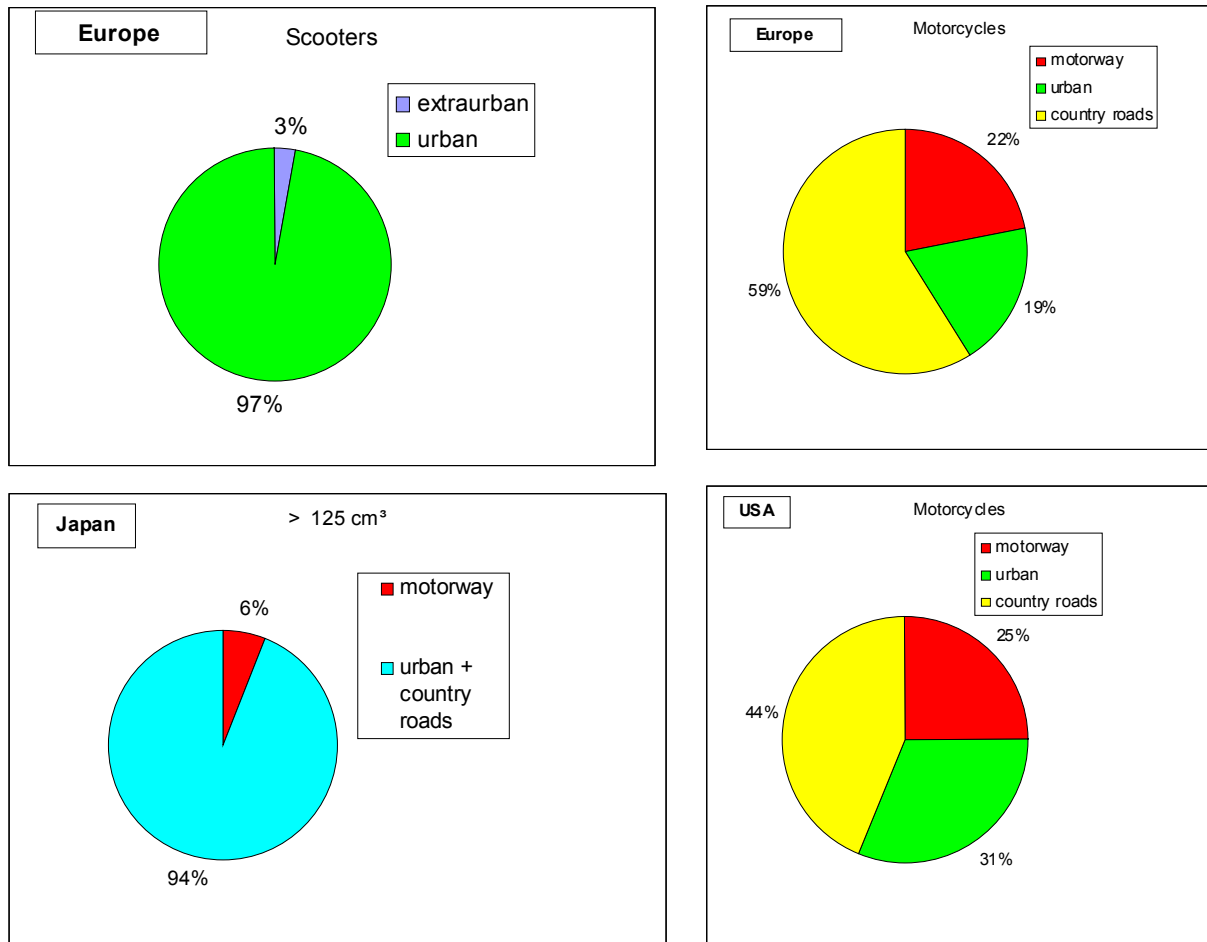 Europe
Scooters
extraurban
urban
3%
97%
Europe
Motorcycles
motorway
urban
country roads
22%
19%
59%
Japan
> 125 cm³
motorway
urban +
country
roads
6%
94%
USA
Motorcycles
motorway
urban
country roads
25%
44%
31%